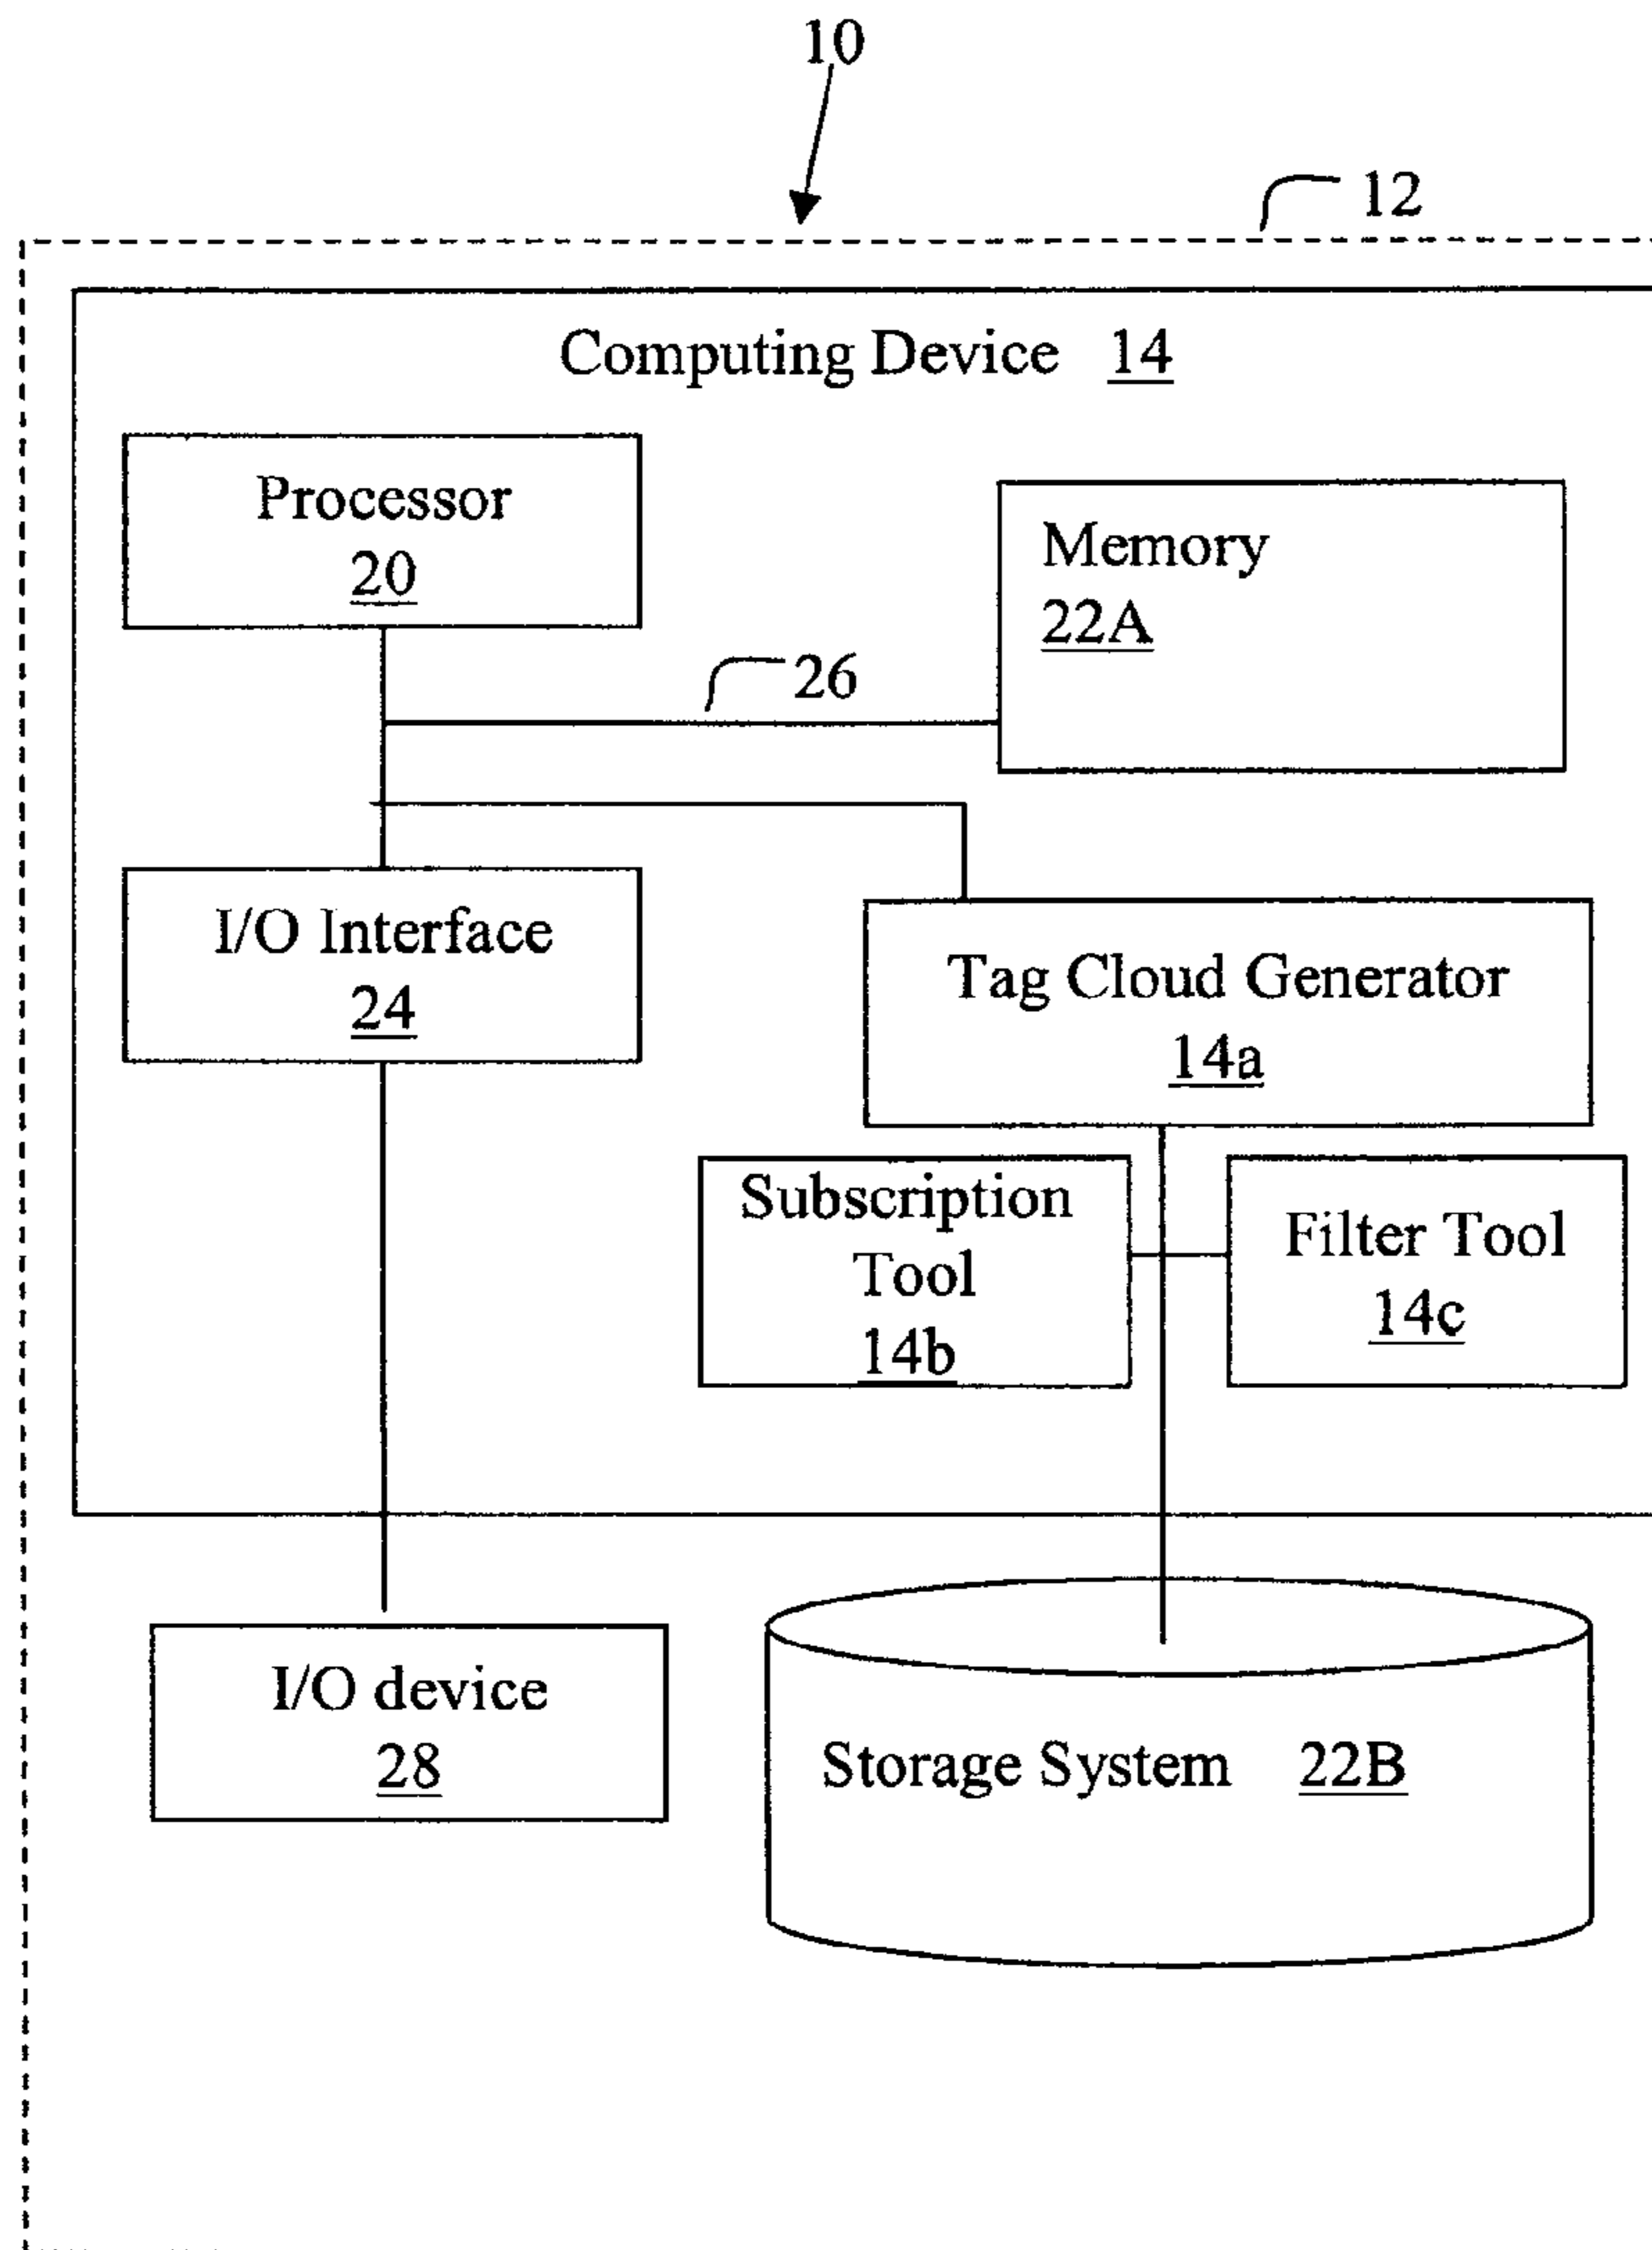 10
12
Computing Device 14
Processor
20
Memory
22A
26
I/O Interface
24
Tag Cloud Generator
14a
Subscription
Tool
14b
Filter Tool
14c
I/O device
28
Storage System 22B